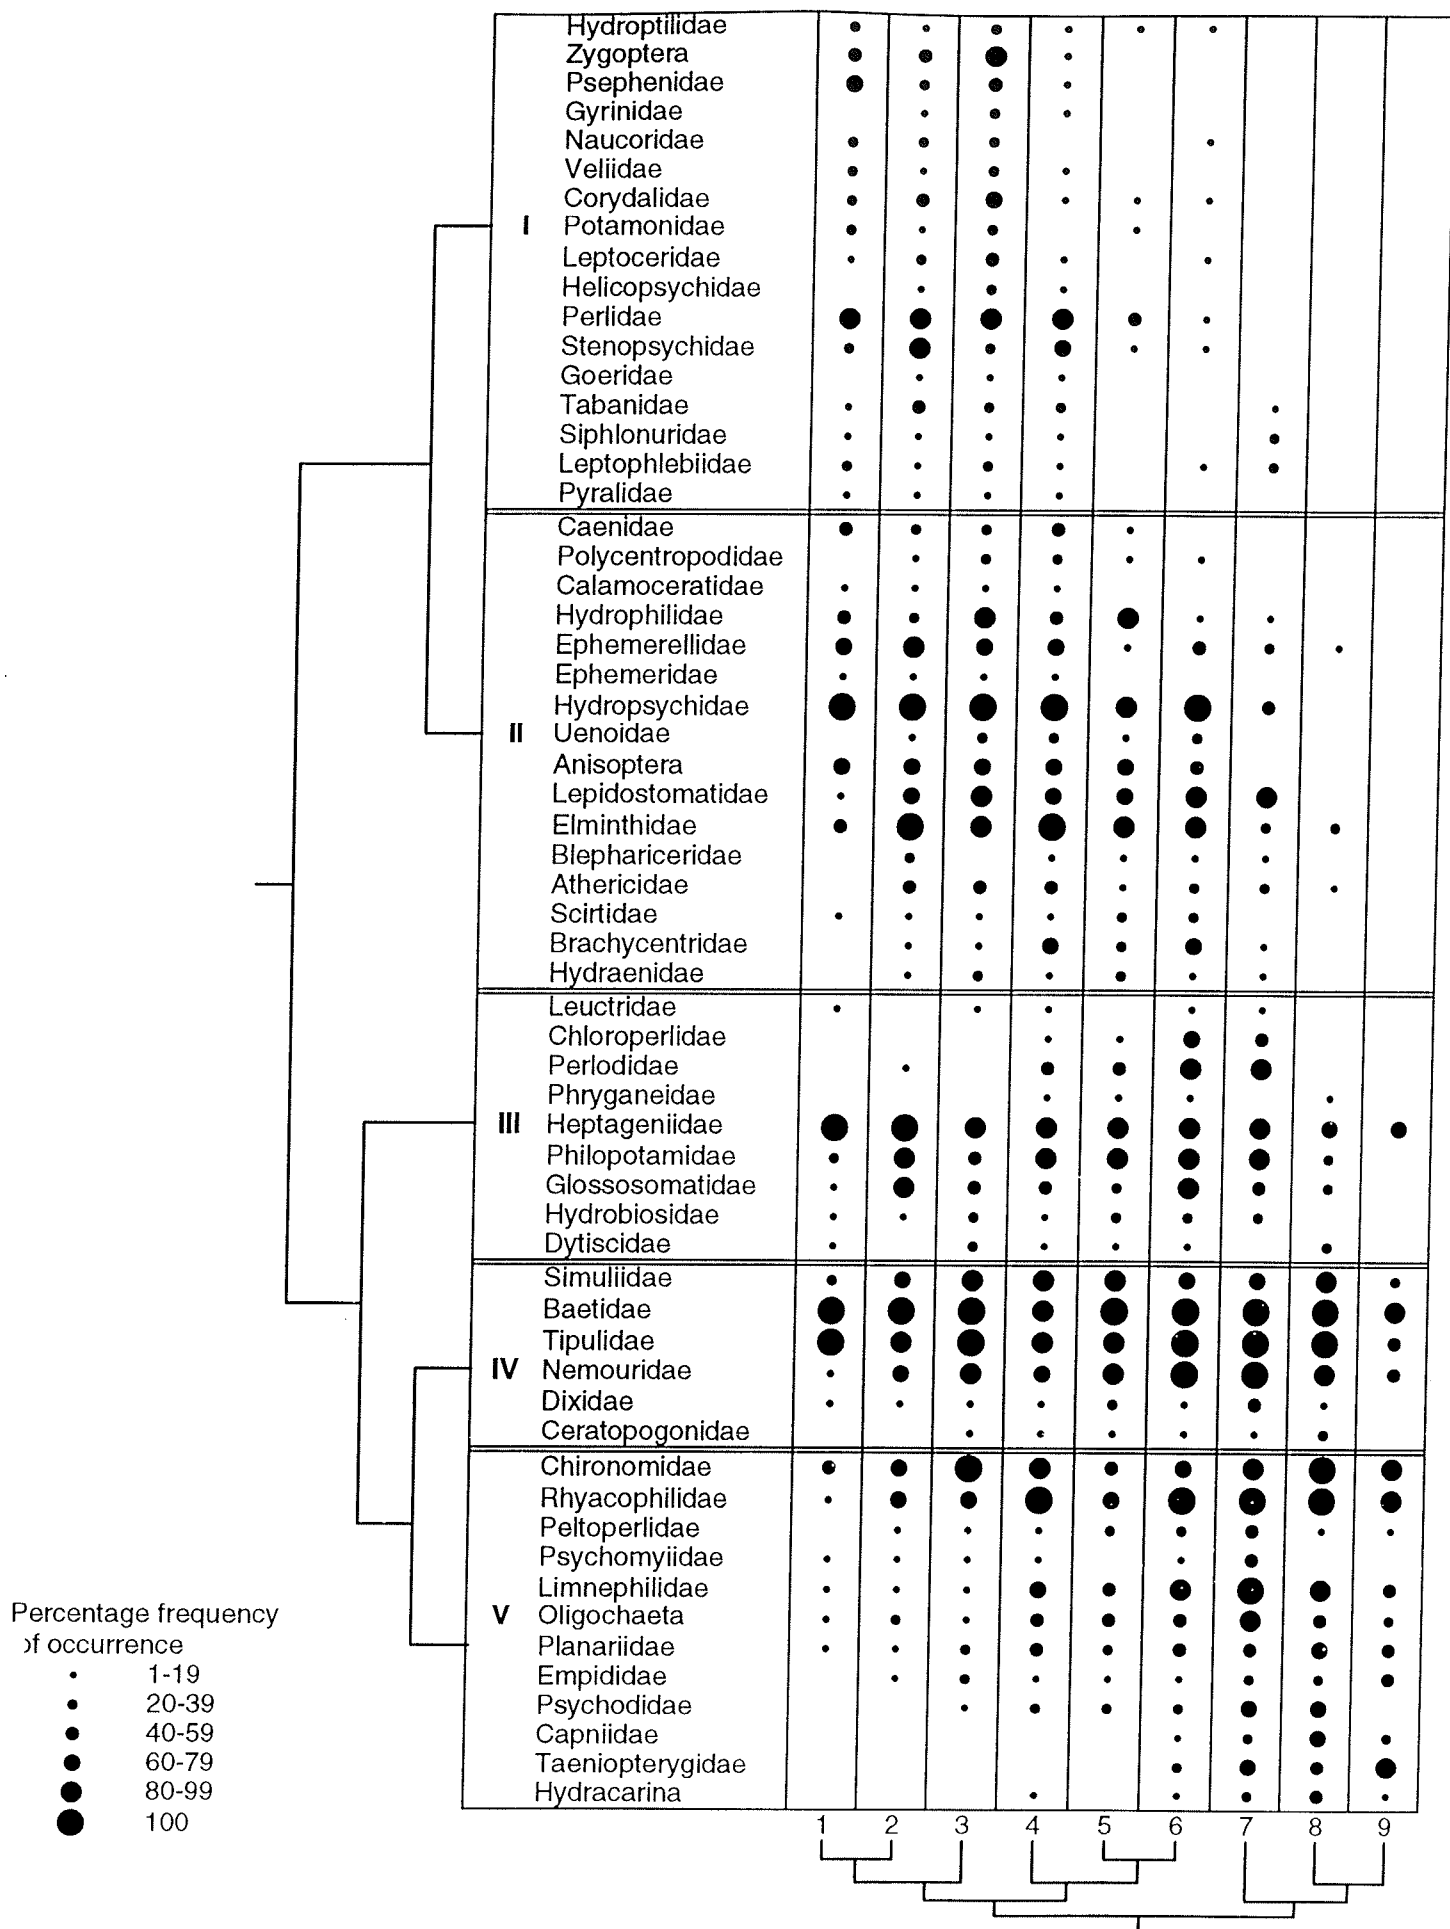 Hydroptilidae
Zygoptera
Psephenidae
Gyrinidae
Naucoridae
Veliidae
Corydalidae
I Potamonidae
Leptoceridae
Helicopsychidae
Perlidae
Stenopsychidae
Goeridae
Tabanidae
Siphlonuridae
Leptophlebiidae
Pyralidae
Caenidae
Polycentropodidae
Calamoceratidae
Hydrophilidae
Ephemerellidae
Ephemeridae
Hydropsychidae
II Uenoidae
Anisoptera
Lepidostomatidae
Elminthidae
Blephariceridae
Athericidae
Scirtidae
Brachycentridae
Hydraenidae
Leuctridae
Chloroperlidae
Perlodidae
Phryganeidae
III Heptageniidae
Philopotamidae
Glossosomatidae
Hydrobiosidae
Dytiscidae
Simuliidae
Baetidae
Tipulidae
IV Nemouridae
Dixidae
Ceratopogonidae
Chironomidae
Rhyacophilidae
Peltoperlidae
Psychomyiidae
Limnephilidae
V Oligochaeta
Planariidae
Empididae
Psychodidae
Capniidae
Taeniopterygidae
Hydracarina
1 2 3 4 5 6 7 8 9
Percentage frequency
of occurrence
1-19
20-39
40-59
60-79
80-99
100